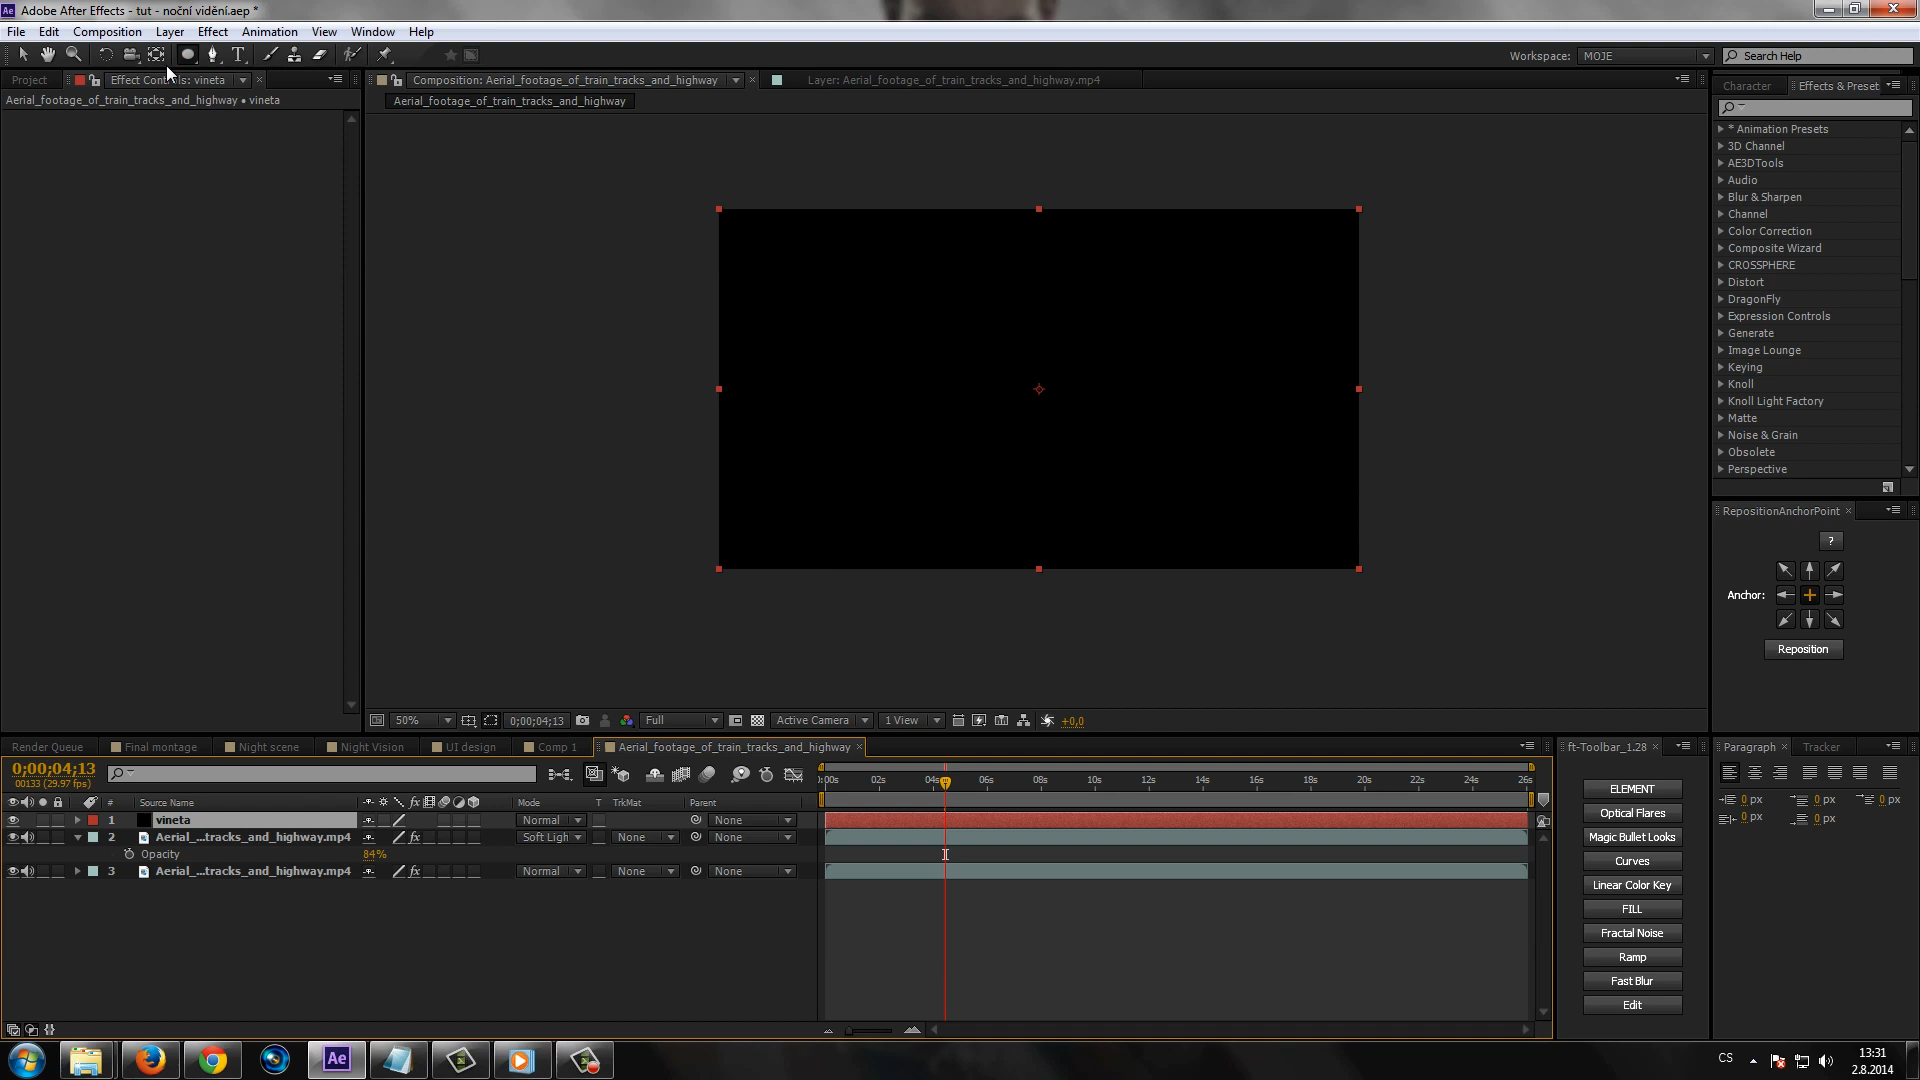 Adobe After Effects - tut - noční vidění.aep *
File Edit Composition Layer Effect Animation View Window Help
Workspace: MOJE Search Help
Project Effect Controls: vineta
Composition: Aerial_footage_of_train_tracks_and_highway
Layer: Aerial_footage_of_train_tracks_and_highway.mp4
Character Effects & Preset
Aerial_footage_of_train_tracks_and_highway • vineta
Aerial_footage_of_train_tracks_and_highway
* Animation Presets
3D Channel
AE3DTools
Audio
Blur & Sharpen
Channel
Color Correction
Composite Wizard
CROSSPHERE
Distort
DragonFly
Expression Controls
Generate
Image Lounge
Keying
Knoll
Knoll Light Factory
Matte
Noise & Grain
Obsolete
Perspective
RepositionAnchorPoint
?
Anchor:
Reposition
50% 0;00;04;13 Full Active Camera 1 View +0,0
Render Queue Final montage Night scene Night Vision UI design Comp 1 Aerial_footage_of_train_tracks_and_highway
0;00;04;13
00133 (29.97 fps)
:00s 02s 04s 06s 08s 10s 12s 14s 16s 18s 20s 22s 24s 26s
# Source Name fx Mode T TrkMat Parent
1 vineta Normal None
2 Aerial_...tracks_and_highway.mp4 fx Soft Ligh None None
Opacity 84%
3 Aerial_...tracks_and_highway.mp4 fx Normal None None
ft-Toolbar_1.28
ELEMENT
Optical Flares
Magic Bullet Looks
Curves
Linear Color Key
FILL
Fractal Noise
Ramp
Fast Blur
Edit
Paragraph Tracker
0 px 0 px 0 px
0 px 0 px
Ae
CS
13:31
2.8.2014